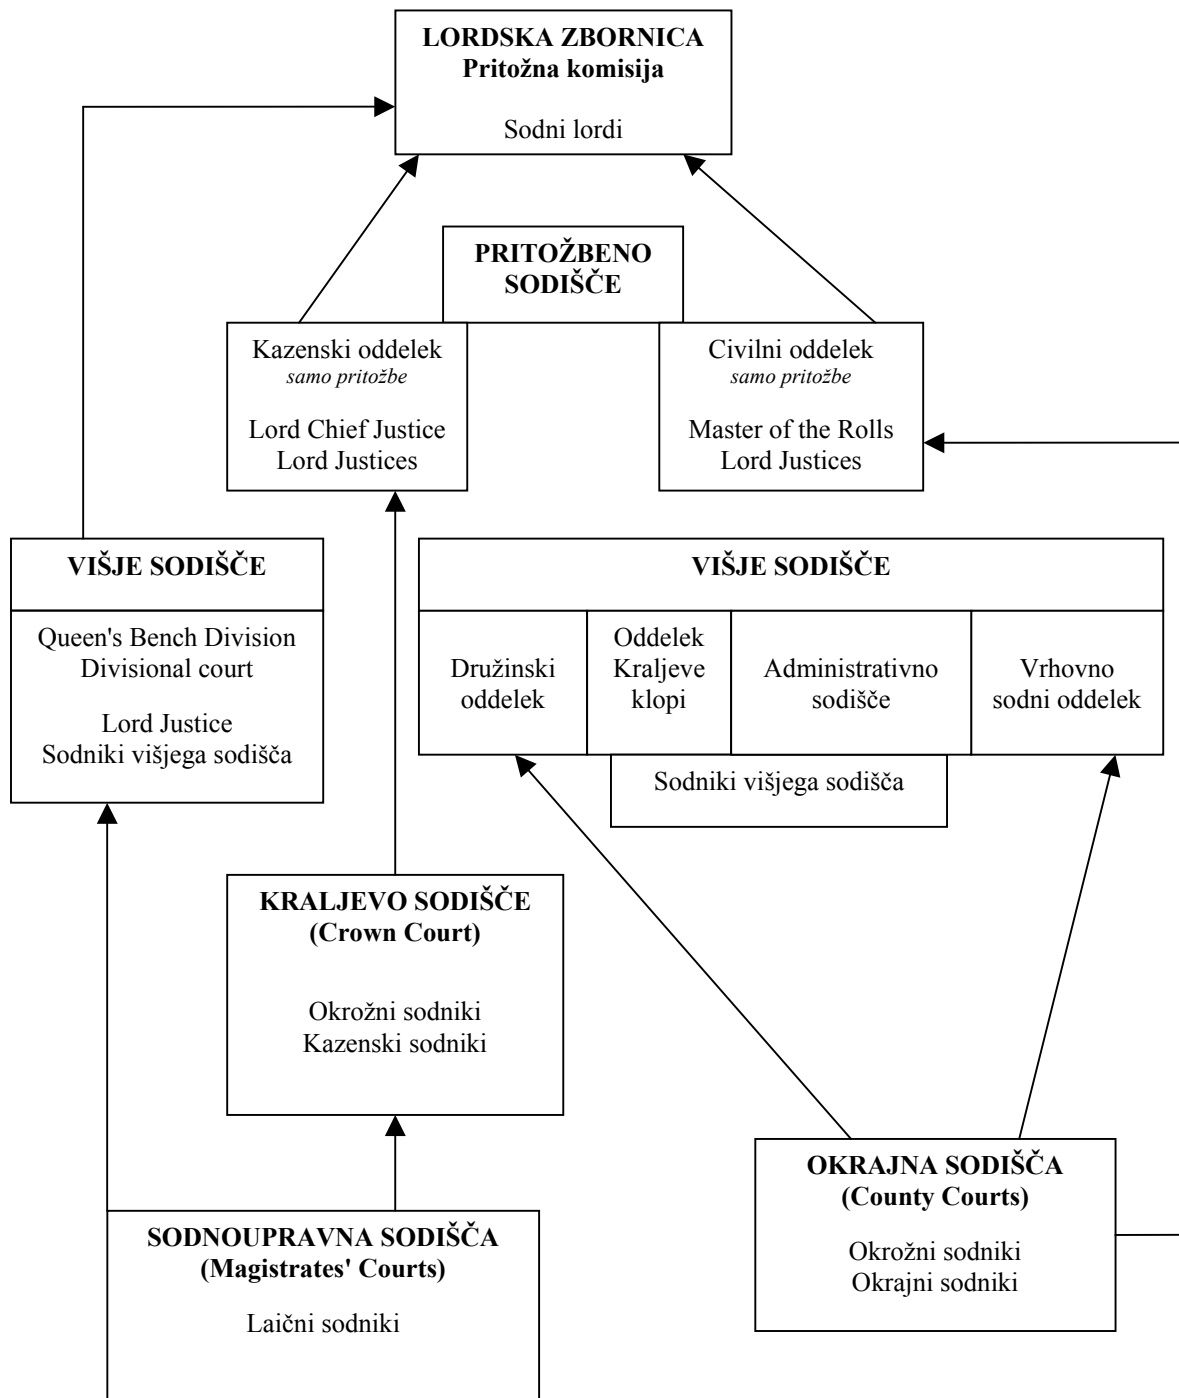 LORDSKA ZBORNICA
Pritožna komisija
Sodni lordi
PRITOŽBENO
SODIŠČE
Kazenski oddelek
samo pritožbe
Lord Chief Justice
Lord Justices
Civilni oddelek
samo pritožbe
Master of the Rolls
Lord Justices
VIŠJE SODIŠČE
Queen's Bench Division
Divisional court
Lord Justice
Sodniki višjega sodišča
VIŠJE SODIŠČE
Družinski
oddelek
Oddelek
Kraljeve
klopi
Administrativno
sodišče
Vrhovno
sodni oddelek
Sodniki višjega sodišča
KRALJEVO SODIŠČE
(Crown Court)
Okrožni sodniki
Kazenski sodniki
OKRAJNA SODIŠČA
(County Courts)
Okrožni sodniki
Okrajni sodniki
SODNOUPRAVNA SODIŠČA
(Magistrates' Courts)
Laični sodniki